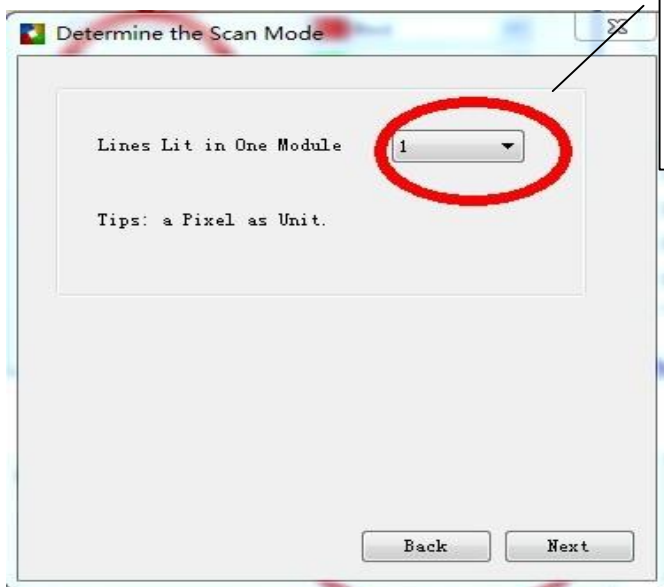 Determine the Scan Mode
Lines Lit in One Module
1
Tips: a Pixel as Unit.
Back
Next